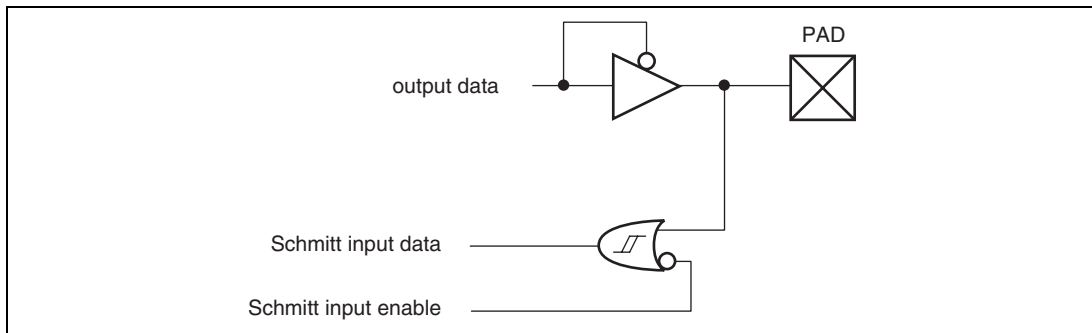 PAD
output data
Schmitt input data
Schmitt input enable